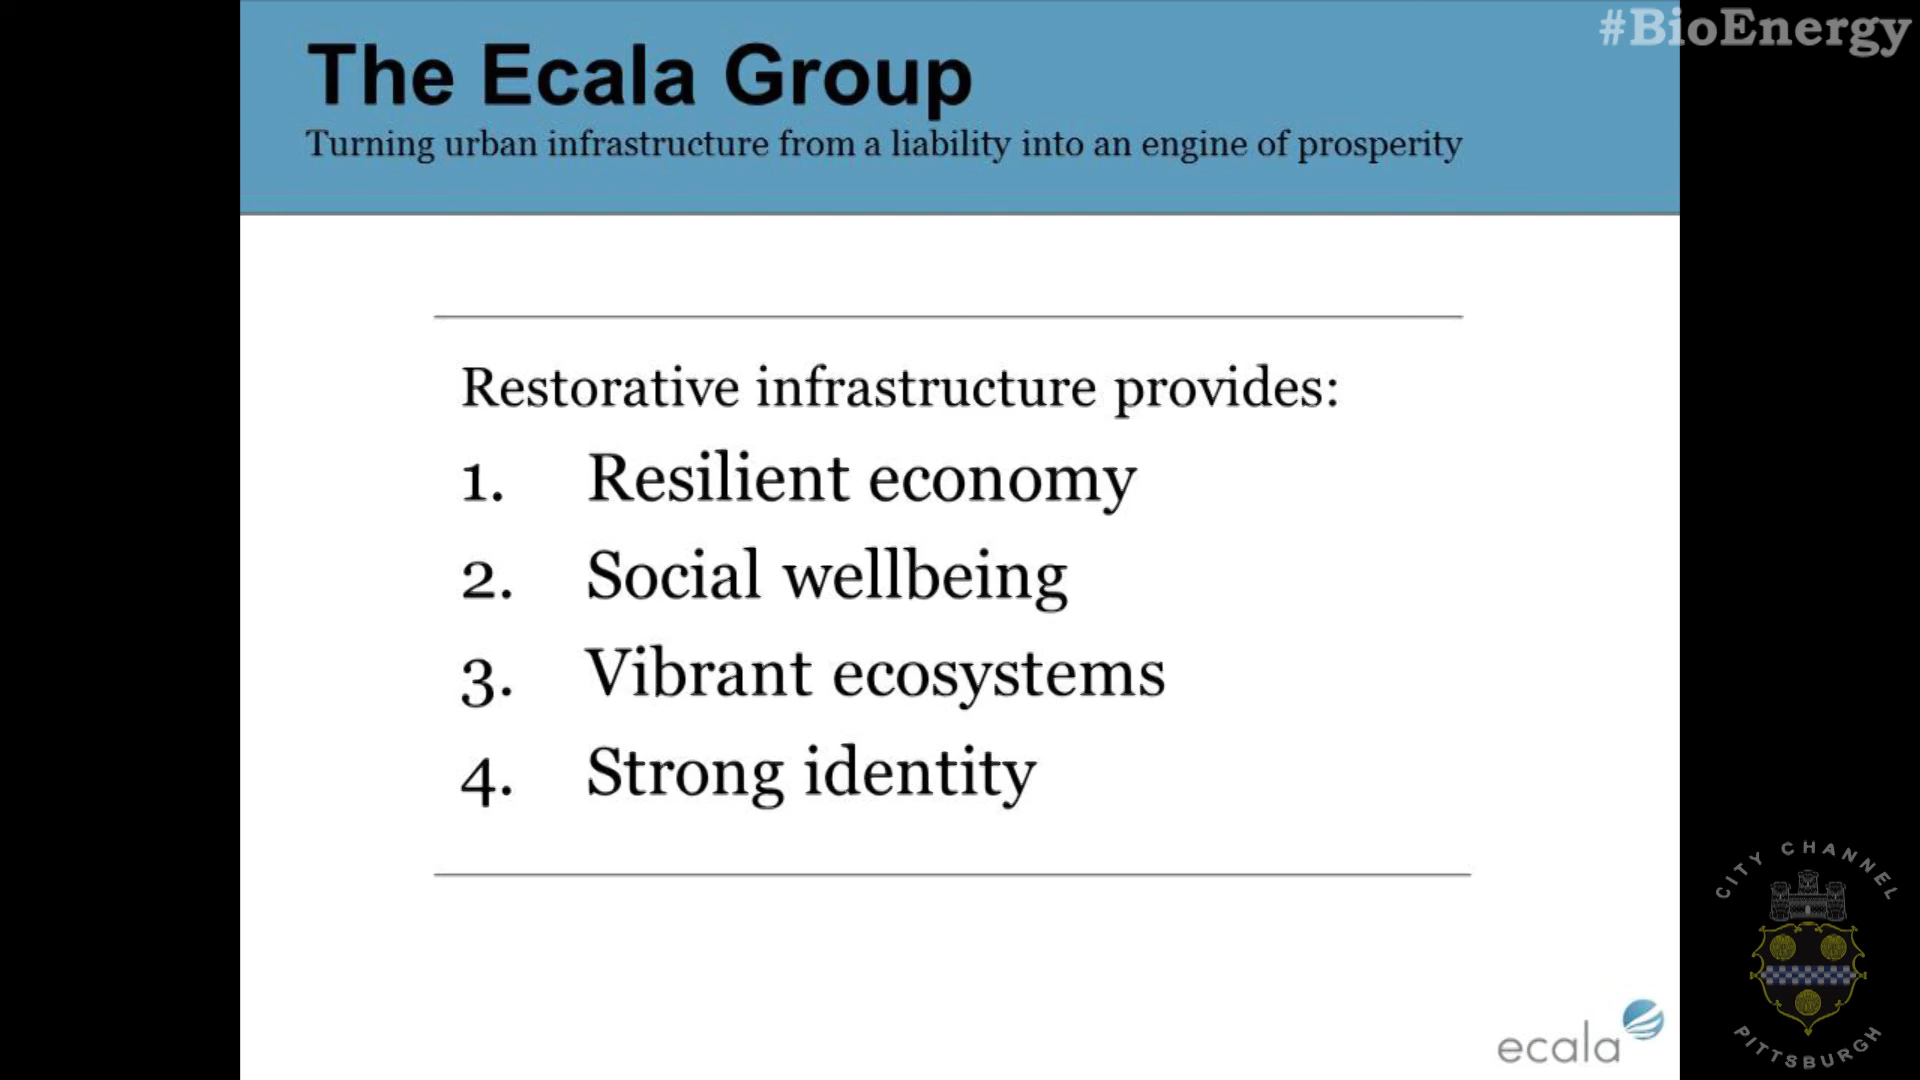 #BioEnergy
The Ecala Group
Turning urban infrastructure from a liability into an engine of prosperity
Restorative infrastructure provides:
1. Resilient economy
2. Social wellbeing
3. Vibrant ecosystems
4. Strong identity
CITY CHANNEL
PITTSBURGH
ecala